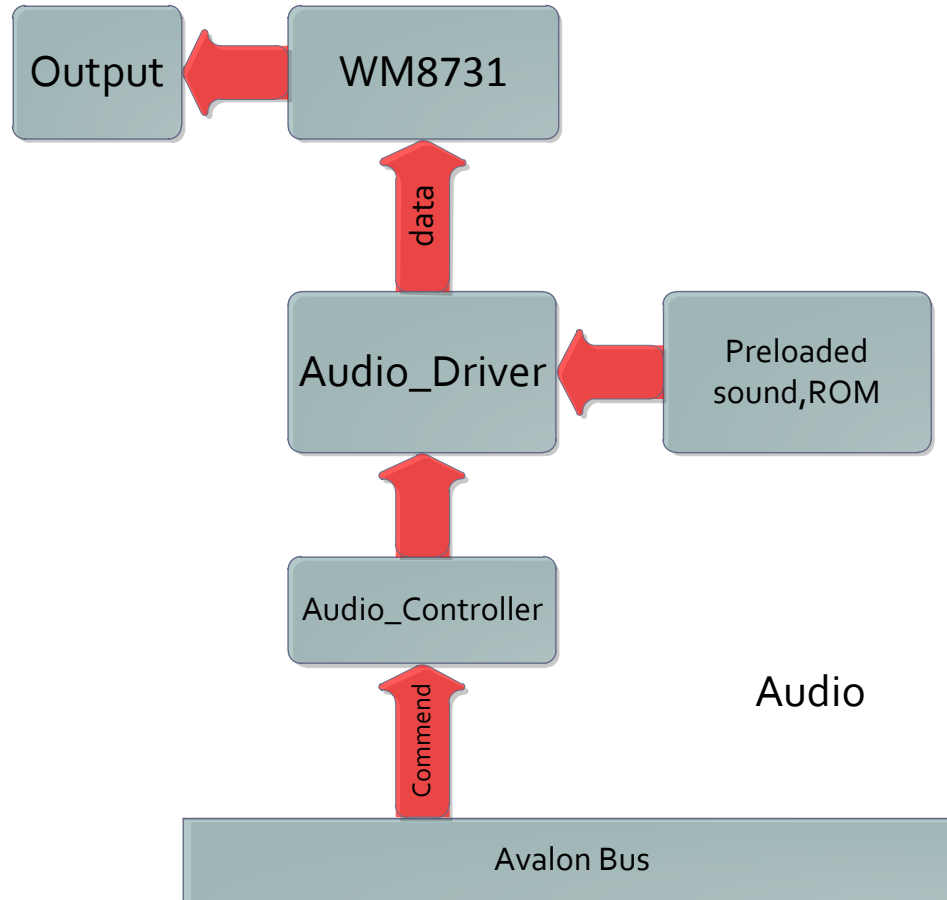 Output
WM8731
data
Audio_Driver
Preloaded
sound,ROM
Audio_Controller
Commend
Audio
Avalon Bus